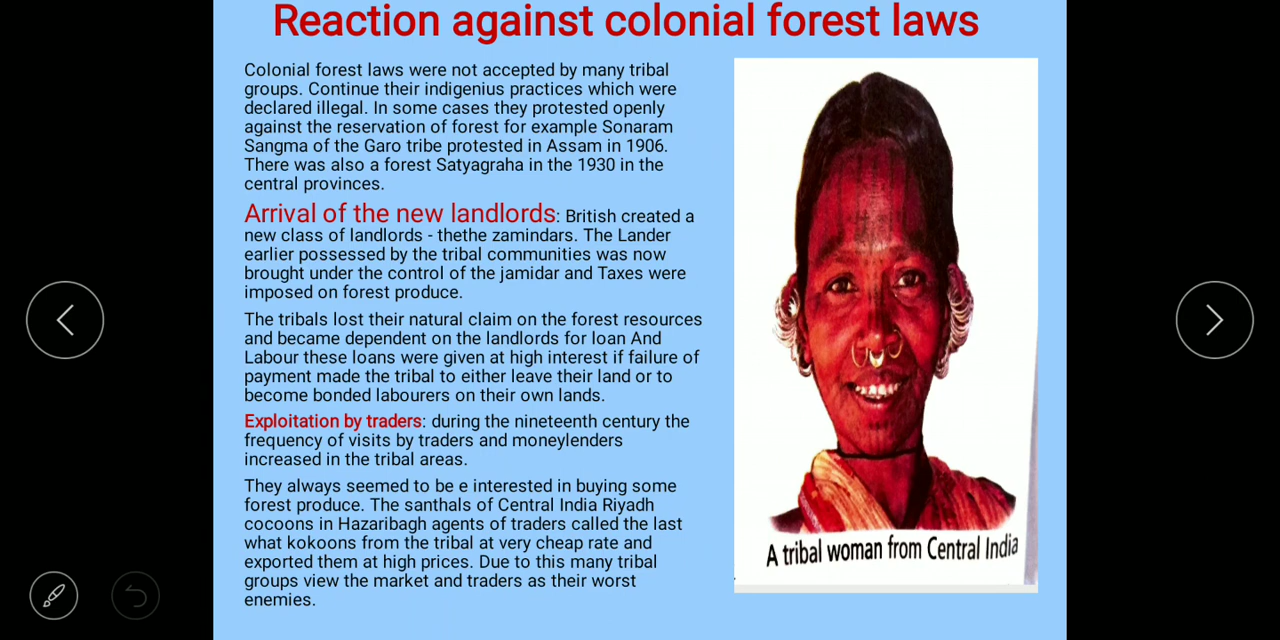 Reaction against colonial forest laws
Colonial forest laws were not accepted by many tribal
groups. Continue their indigenius practices which were
declared illegal. In some cases they protested openly
against the reservation of forest for example Sonaram
Sangma of the Garo tribe protested in Assam in 1906.
There was also a forest Satyagraha in the 1930 in the
central provinces.
Arrival of the new landlords: British created a
new class of landlords - thethe zamindars. The Lander
earlier possessed by the tribal communities was now
brought under the control of the jamidar and Taxes were
imposed on forest produce.
The tribals lost their natural claim on the forest resources
and became dependent on the landlords for loan And
Labour these loans were given at high interest if failure of
payment made the tribal to either leave their land or to
become bonded labourers on their own lands.
Exploitation by traders: during the nineteenth century the
frequency of visits by traders and moneylenders
increased in the tribal areas.
They always seemed to be e interested in buying some
forest produce. The santhals of Central India Riyadh
cocoons in Hazaribagh agents of traders called the last
what kokoons from the tribal at very cheap rate and
exported them at high prices. Due to this many tribal
groups view the market and traders as their worst
enemies.
A tribal woman from Central India